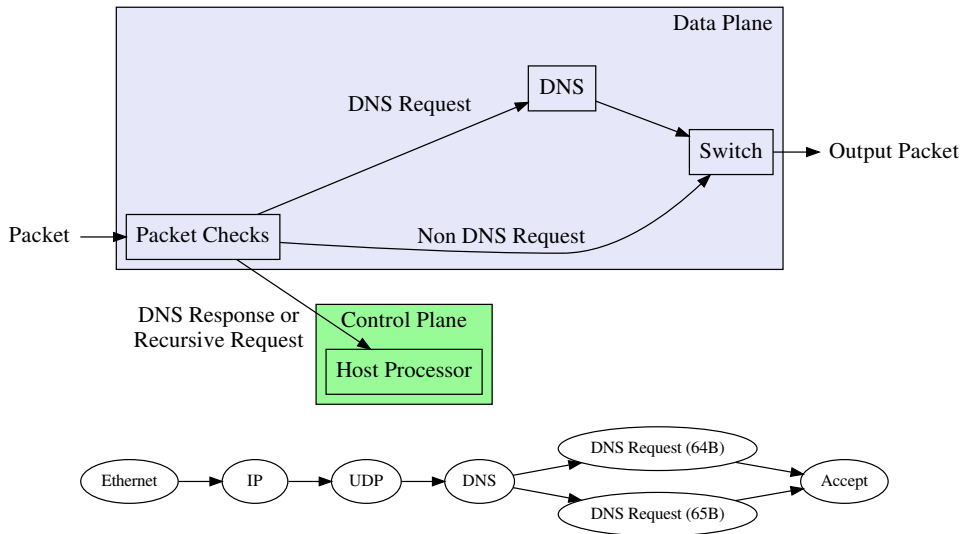 Data Plane
DNS
DNS Request
Switch
Output Packet
Packet
Packet Checks
Non DNS Request
DNS Response or
Recursive Request
Control Plane
Host Processor
Ethernet
IP
UDP
DNS
DNS Request (64B)
DNS Request (65B)
Accept